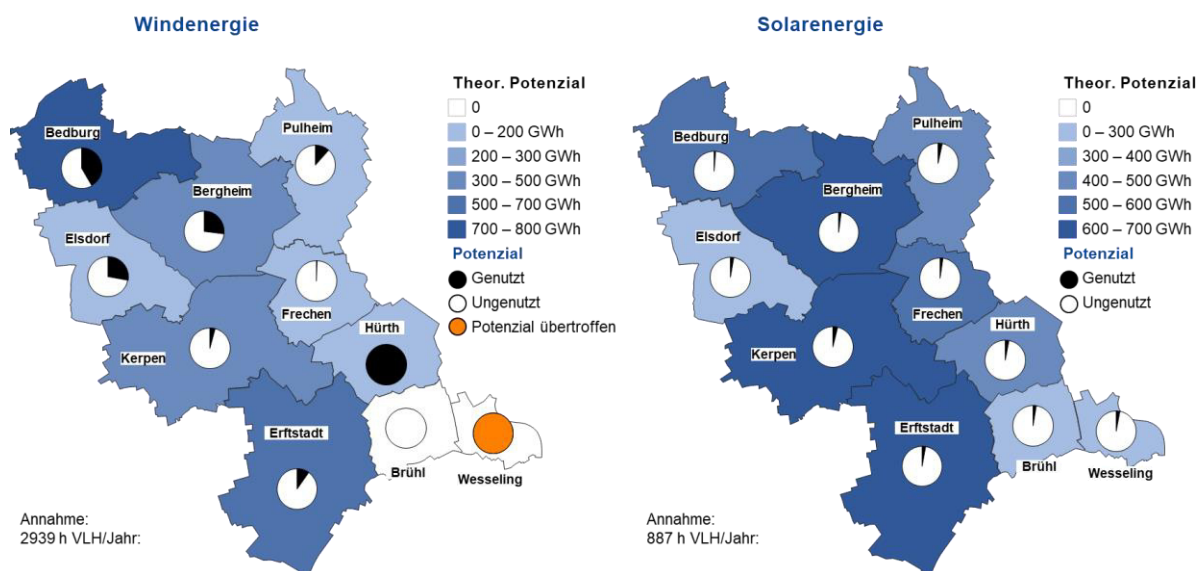 Windenergie
Theor. Potenzial
0
0 – 200 GWh
200 – 300 GWh
300 – 500 GWh
500 – 700 GWh
700 – 800 GWh
Potenzial
Genutzt
Ungenutzt
Potenzial übertroffen
Bedburg
Pulheim
Bergheim
Elsdorf
Frechen
Hürth
Kerpen
Erftstadt
Brühl
Wesseling
Annahme:
2939 h VLH/Jahr:
Solarenergie
Theor. Potenzial
0
0 – 300 GWh
300 – 400 GWh
400 – 500 GWh
500 – 600 GWh
600 – 700 GWh
Potenzial
Genutzt
Ungenutzt
Pulheim
Bedburg
Bergheim
Elsdorf
Frechen
Hürth
Kerpen
Erftstadt
Brühl
Wesseling
Annahme:
887 h VLH/Jahr: